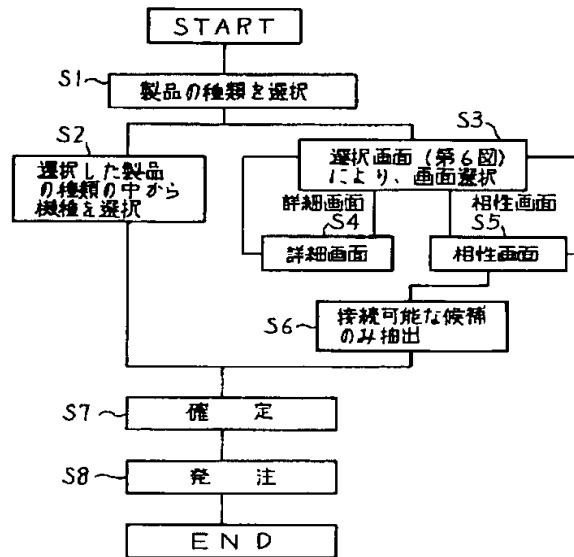 START
S1
製品の種類を選択
S2
S3
選択した製品
の種類の中から
機種を選択
選択画面(第6図)
により、画面選択
詳細画面
相性画面
S4
S5
詳細画面
相性画面
S6
接続可能な候補
のみ抽出
S7
確 定
S8
発 注
END